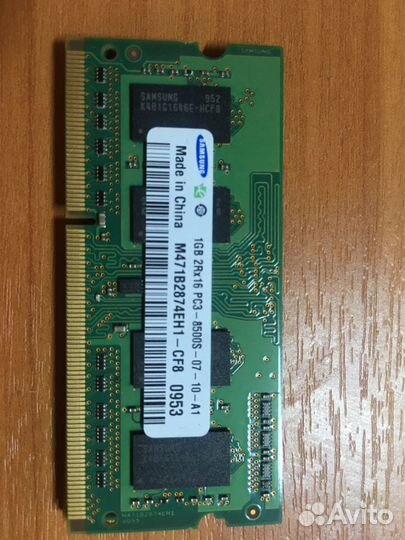 SAMSUNG 952
K4B1G1646E-HCF8
SAMSUNG
1GB 2Rx16 PC3-8500S-07-10-A1
Made in China
M471B2874EH1-CF8 0953
M471B2874EH1
Avito